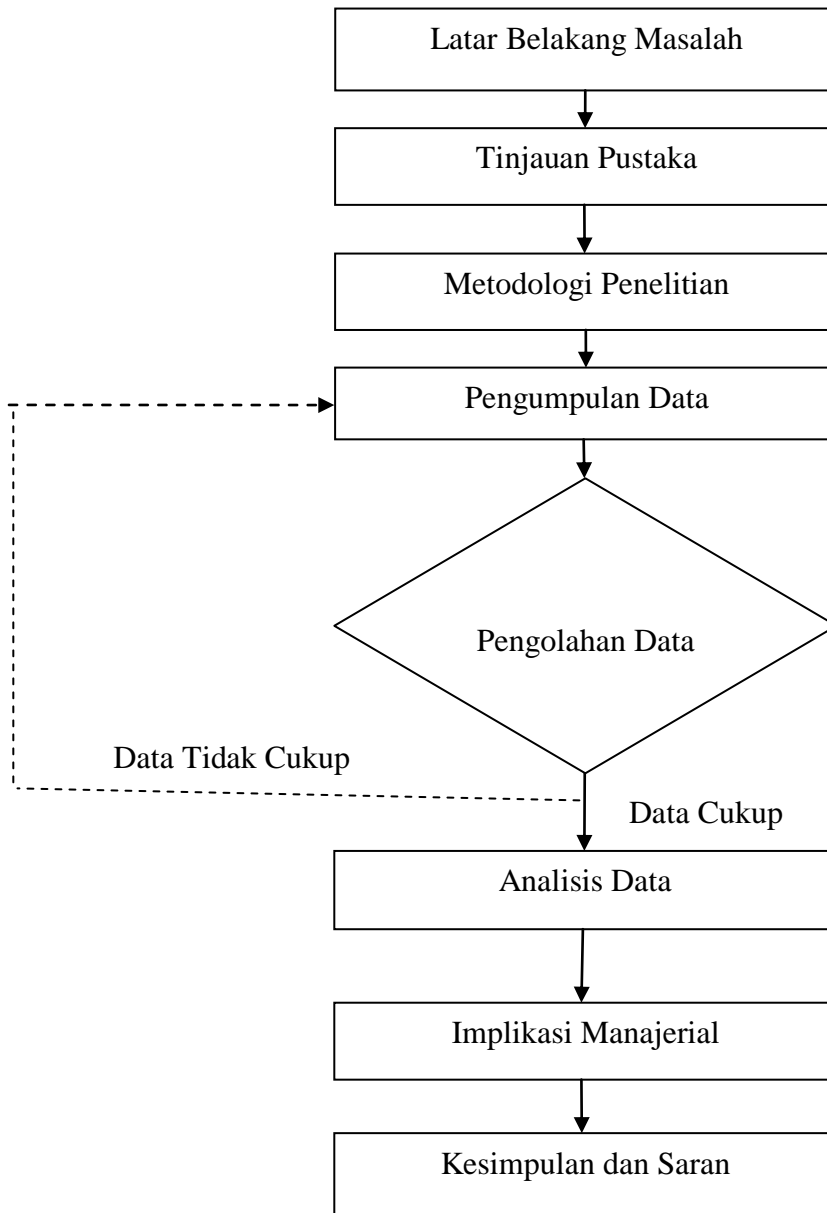 Latar Belakang Masalah
Tinjauan Pustaka
Metodologi Penelitian
Pengumpulan Data
Pengolahan Data
Data Tidak Cukup
Data Cukup
Analisis Data
Implikasi Manajerial
Kesimpulan dan Saran